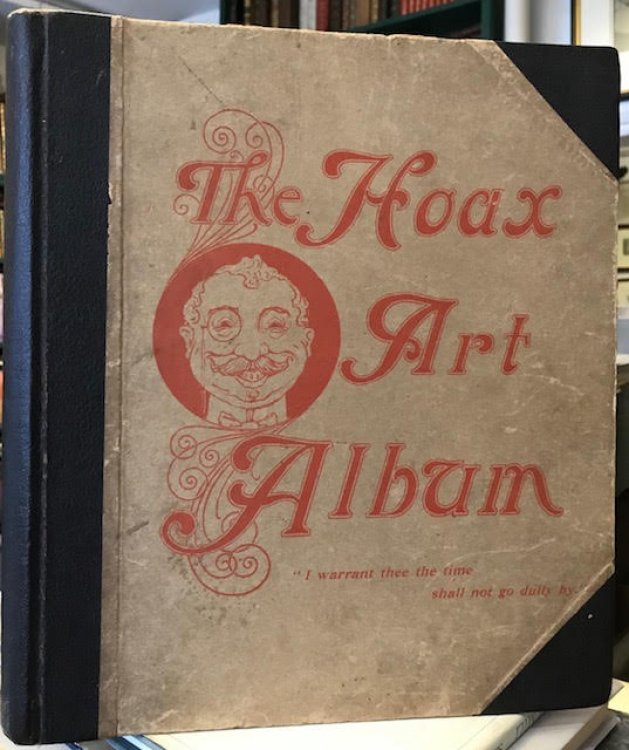 The Hoax
Art
Album
"I warrant thee the time
shall not go dully by.